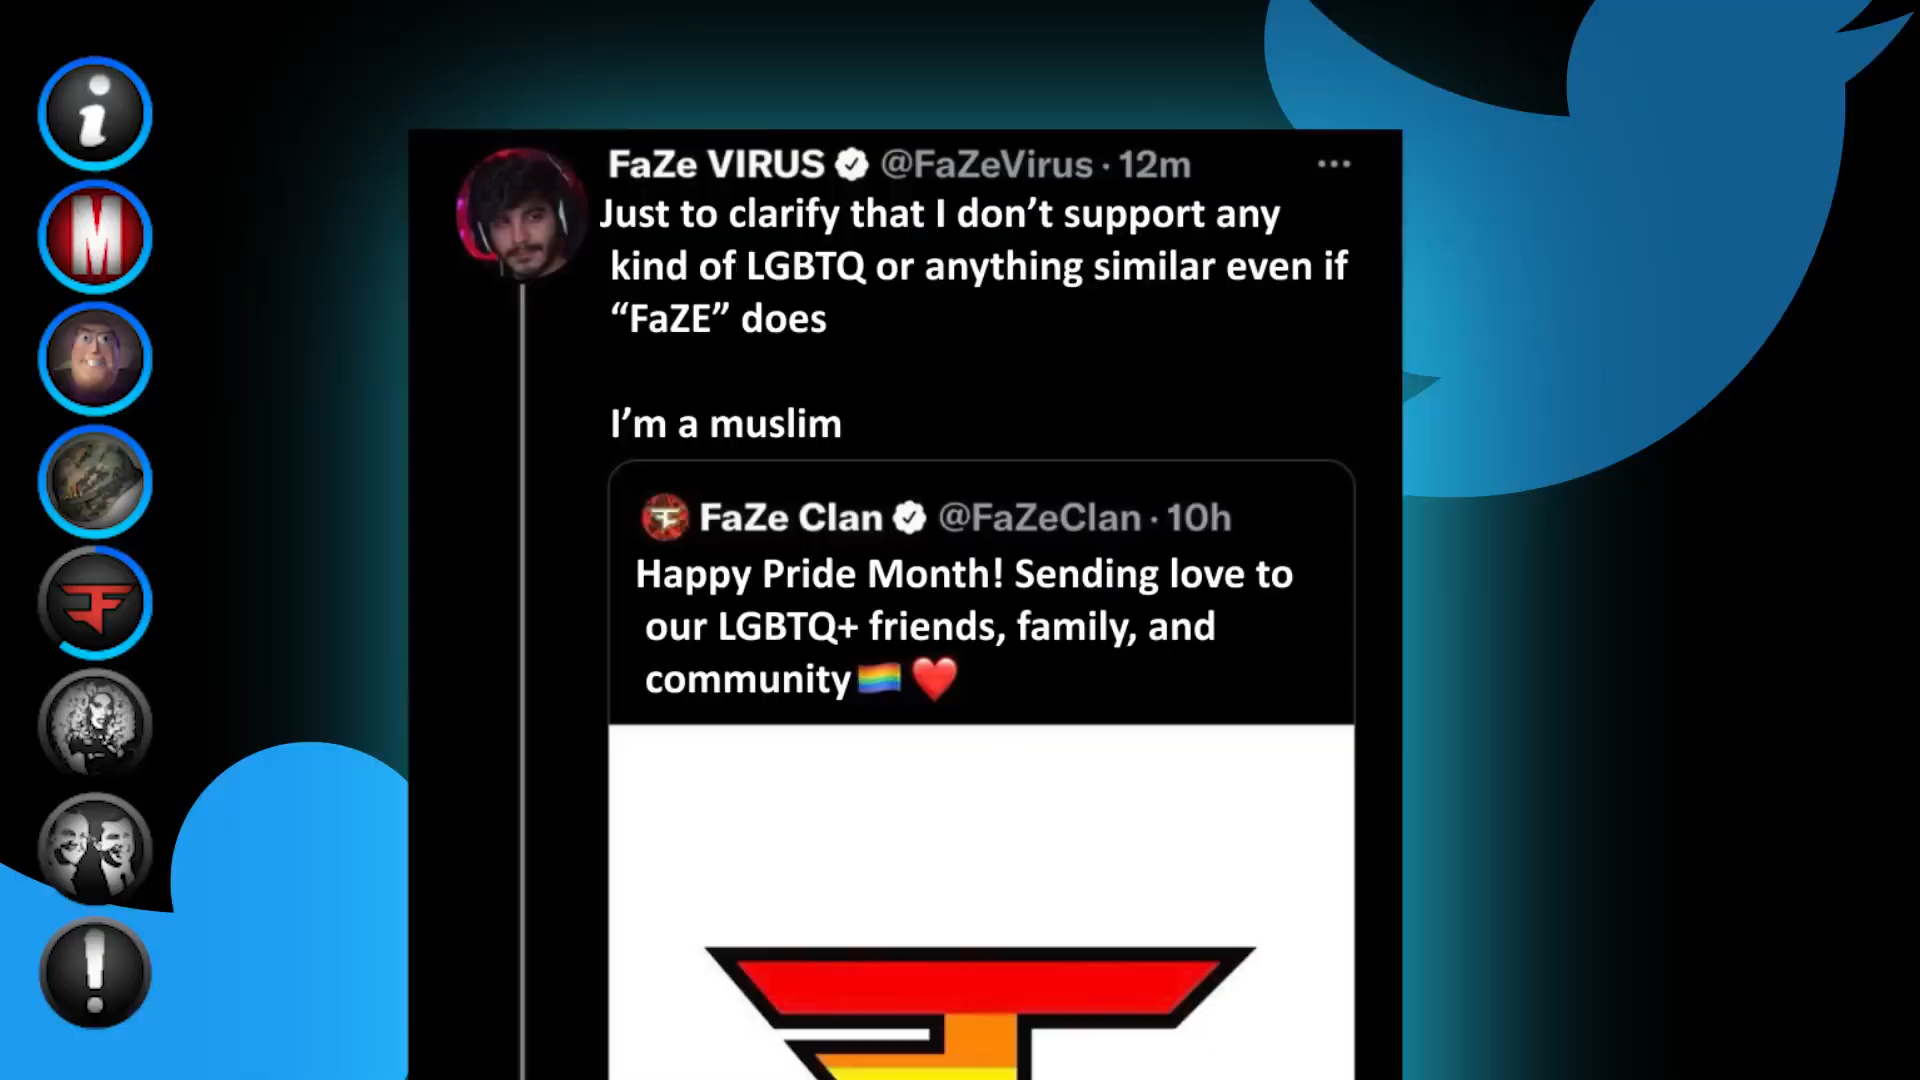 FaZe VIRUS @FaZeVirus · 12m
Just to clarify that I don’t support any
kind of LGBTQ or anything similar even if
“FaZE” does
I’m a muslim
FaZe Clan @FaZeClan · 10h
Happy Pride Month! Sending love to
our LGBTQ+ friends, family, and
community